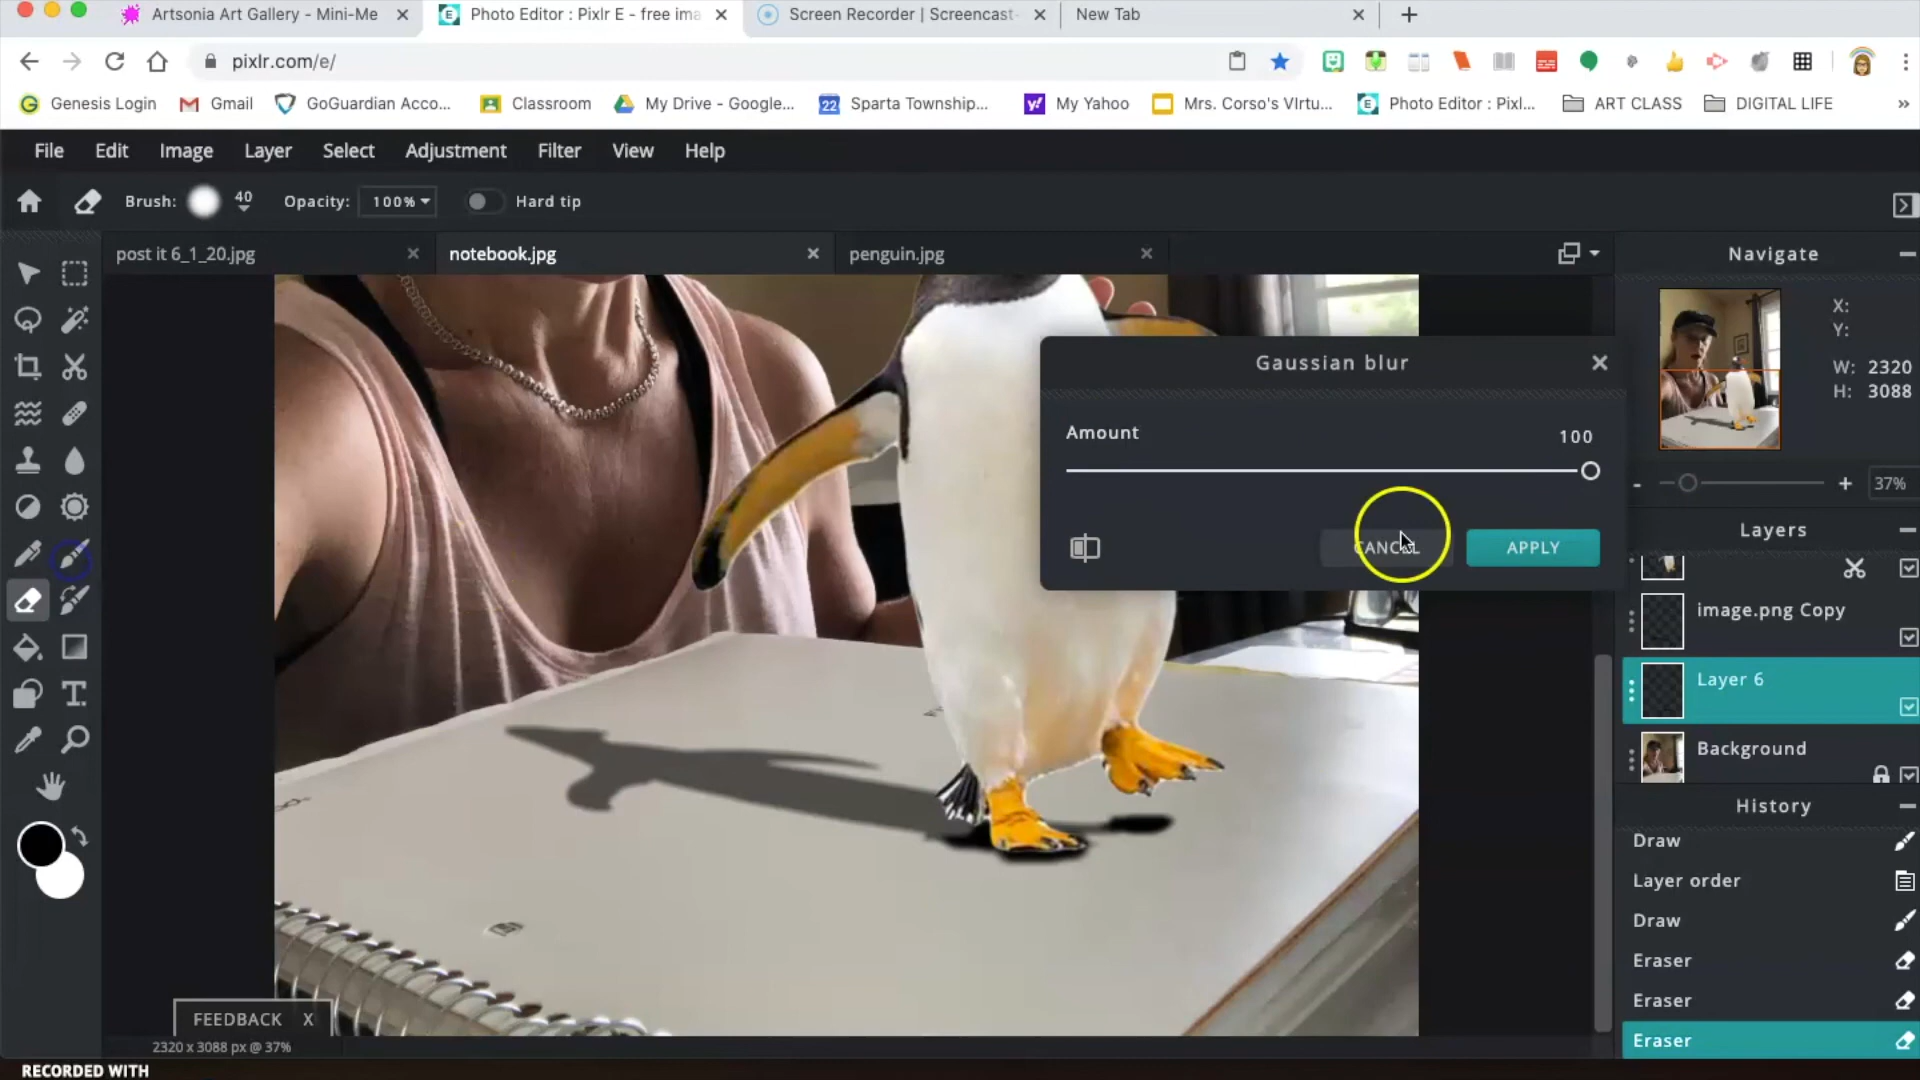 Artsonia Art Gallery - Mini-Me
Photo Editor : Pixlr E - free ima
Screen Recorder | Screencast-
New Tab
pixlr.com/e/
Genesis Login
Gmail
GoGuardian Acco...
Classroom
My Drive - Google...
22
Sparta Township...
My Yahoo
Mrs. Corso's VIrtu...
Photo Editor : Pixl...
ART CLASS
DIGITAL LIFE
File Edit Image Layer Select Adjustment Filter View Help
Brush: 40 Opacity: 100% Hard tip
post it 6_1_20.jpg
notebook.jpg
penguin.jpg
Navigate
X:
Y:
W: 2320
H: 3088
37%
Gaussian blur
Amount
100
CANCEL
APPLY
Layers
image.png Copy
Layer 6
Background
History
Draw
Layer order
Draw
Eraser
Eraser
Eraser
FEEDBACK X
2320 x 3088 px @ 37%
RECORDED WITH